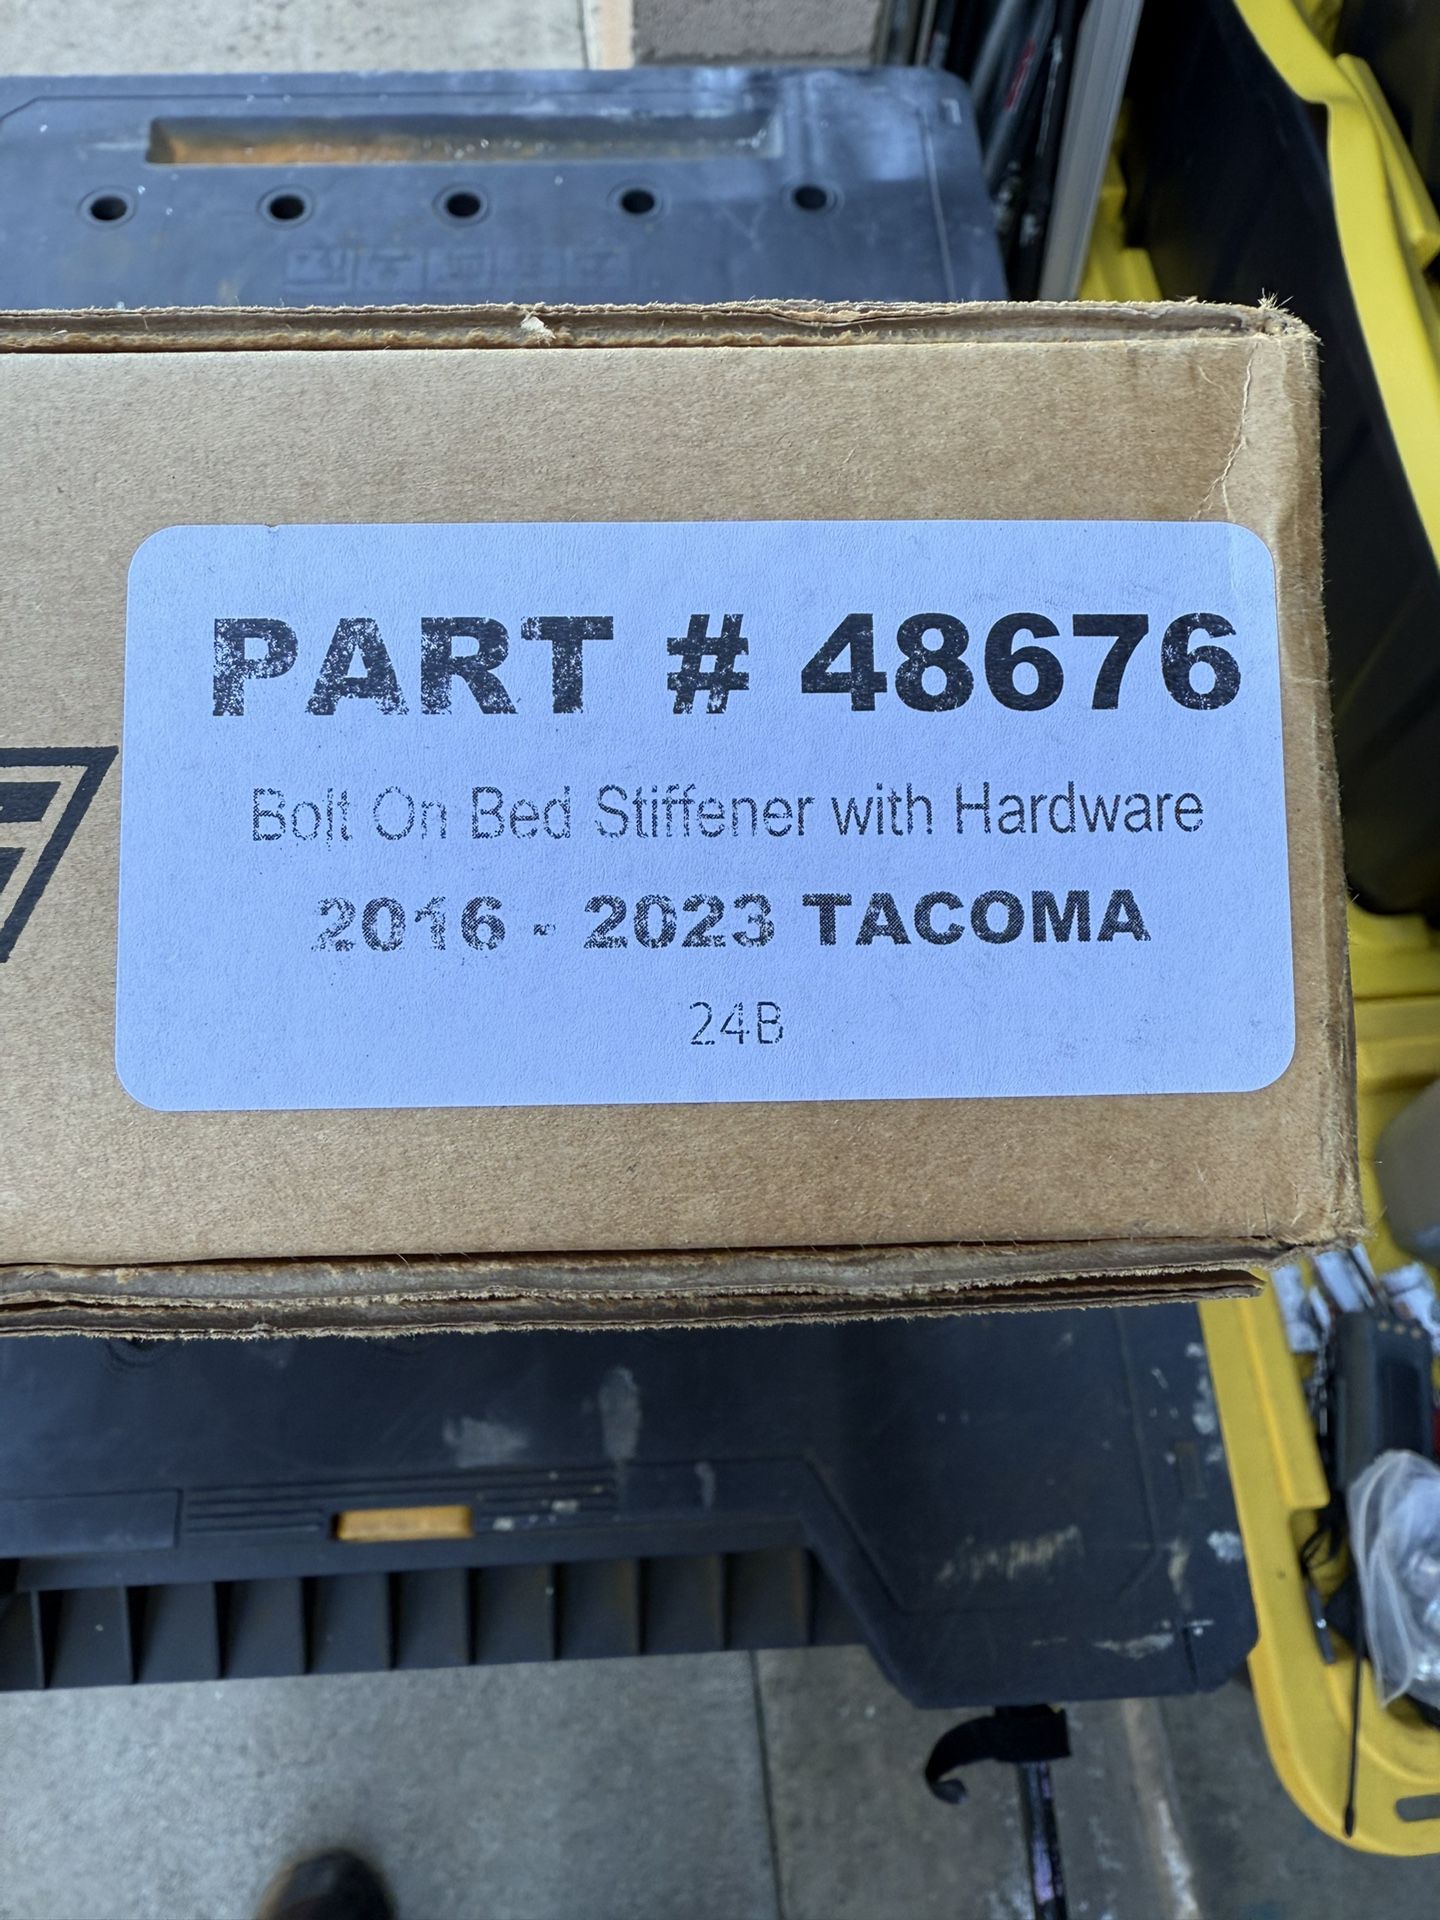 PART # 48676
Bolt On Bed Stiffener with Hardware
2016 - 2023 TACOMA
24B